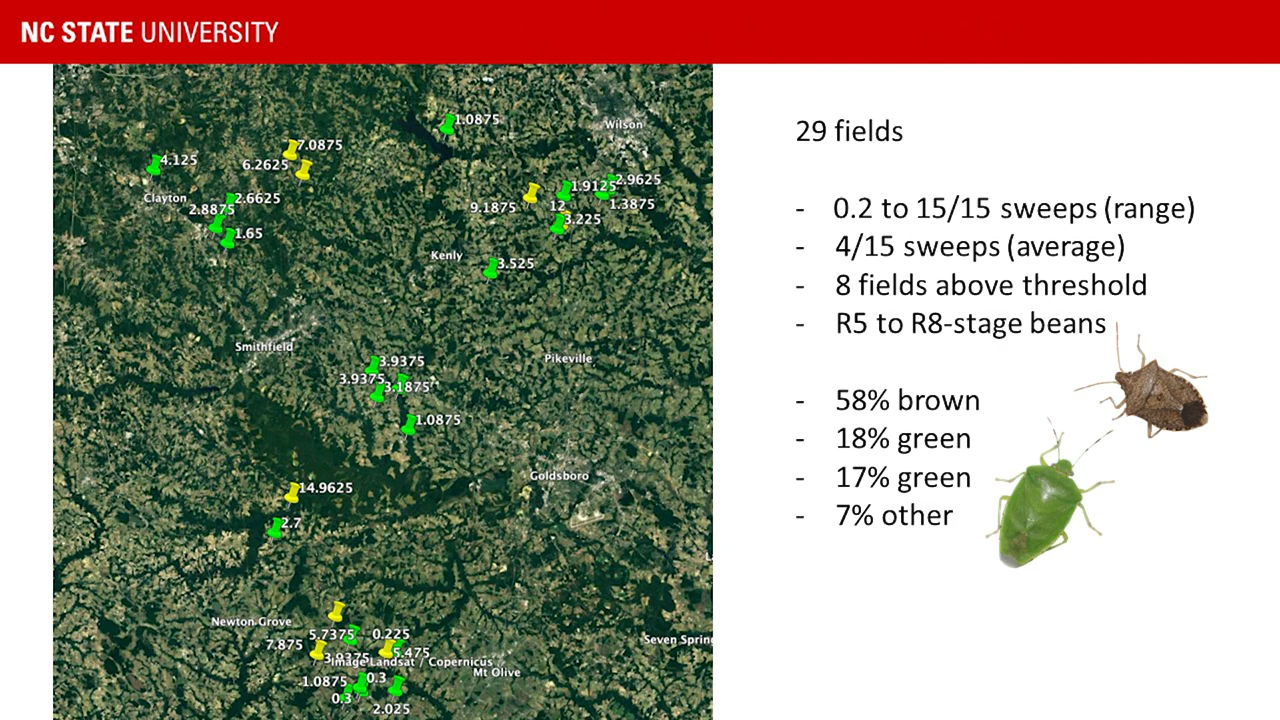 NC STATE UNIVERSITY
1.0875
Wilson
7.0875
4.125
6.2625
2.9625
1.9125
Clayton
2.6625
9.1875
12
1.3875
2.8875
3.225
1.65
Kenly
3.525
Smithfield
Pikeville
3.9375
3.9375
3.1875
1.0875
Goldsboro
14.9625
2.7
Newton Grove
5.7375
0.225
7.875
5.475
Seven Spring
3.9375
Image Landsat / Copernicus
Mt Olive
1.0875
0.3
0.3
2.025
29 fields
- 0.2 to 15/15 sweeps (range)
- 4/15 sweeps (average)
- 8 fields above threshold
- R5 to R8-stage beans
- 58% brown
- 18% green
- 17% green
- 7% other